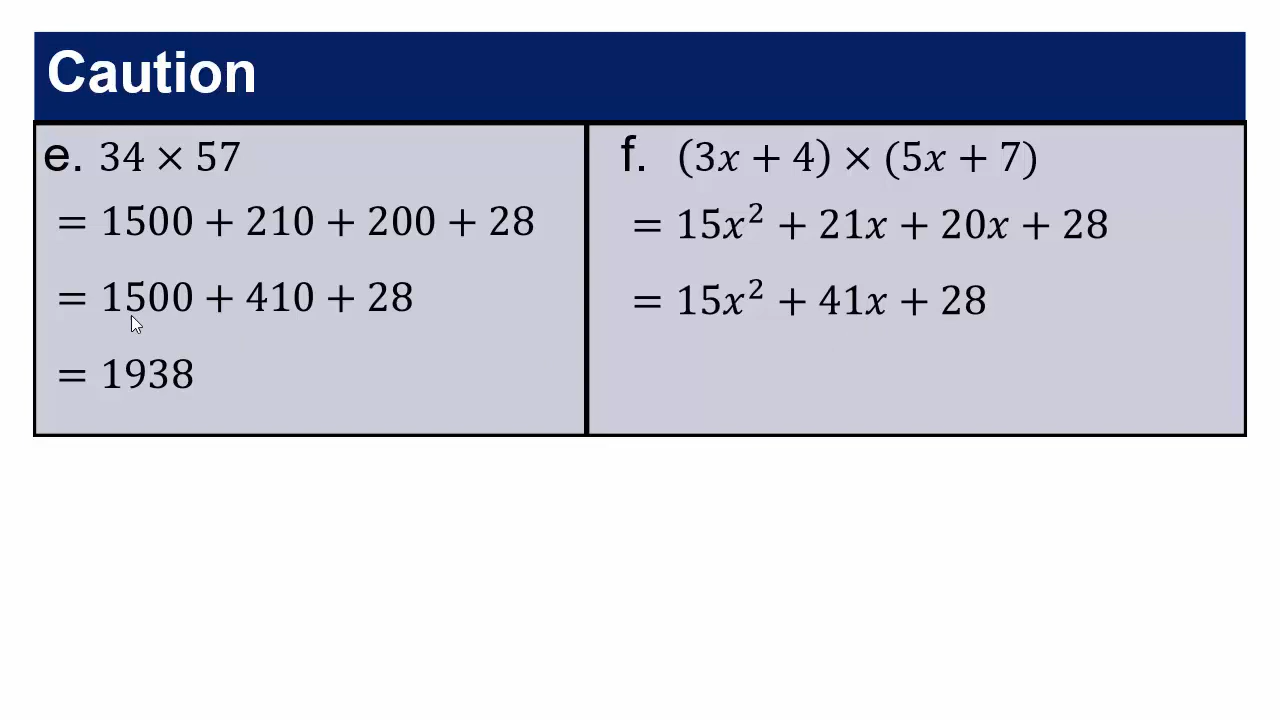 Caution
e. 34 × 57
= 1500 + 210 + 200 + 28
= 1500 + 410 + 28
= 1938
f. (3x + 4) × (5x + 7)
= 15x² + 21x + 20x + 28
= 15x² + 41x + 28